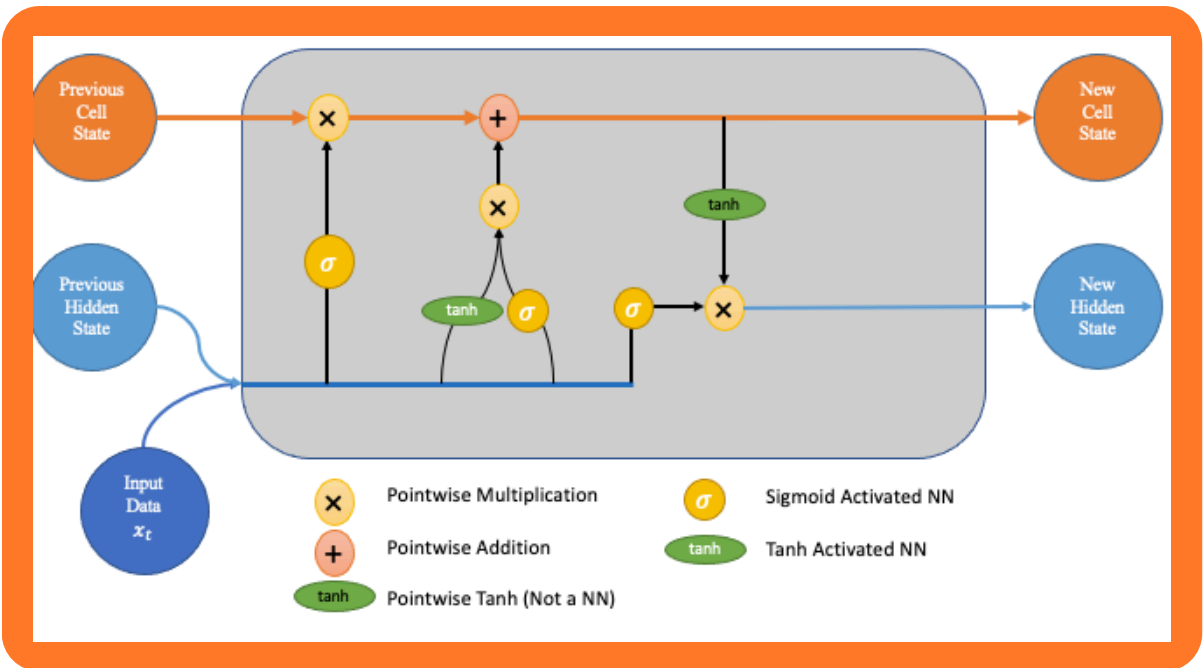 Previous
Cell
State
×
+
New
Cell
State
×
tanh
σ
Previous
Hidden
State
tanh
σ
σ
×
New
Hidden
State
Input
Data
x_t
× Pointwise Multiplication
σ Sigmoid Activated NN
+ Pointwise Addition
tanh Tanh Activated NN
tanh Pointwise Tanh (Not a NN)